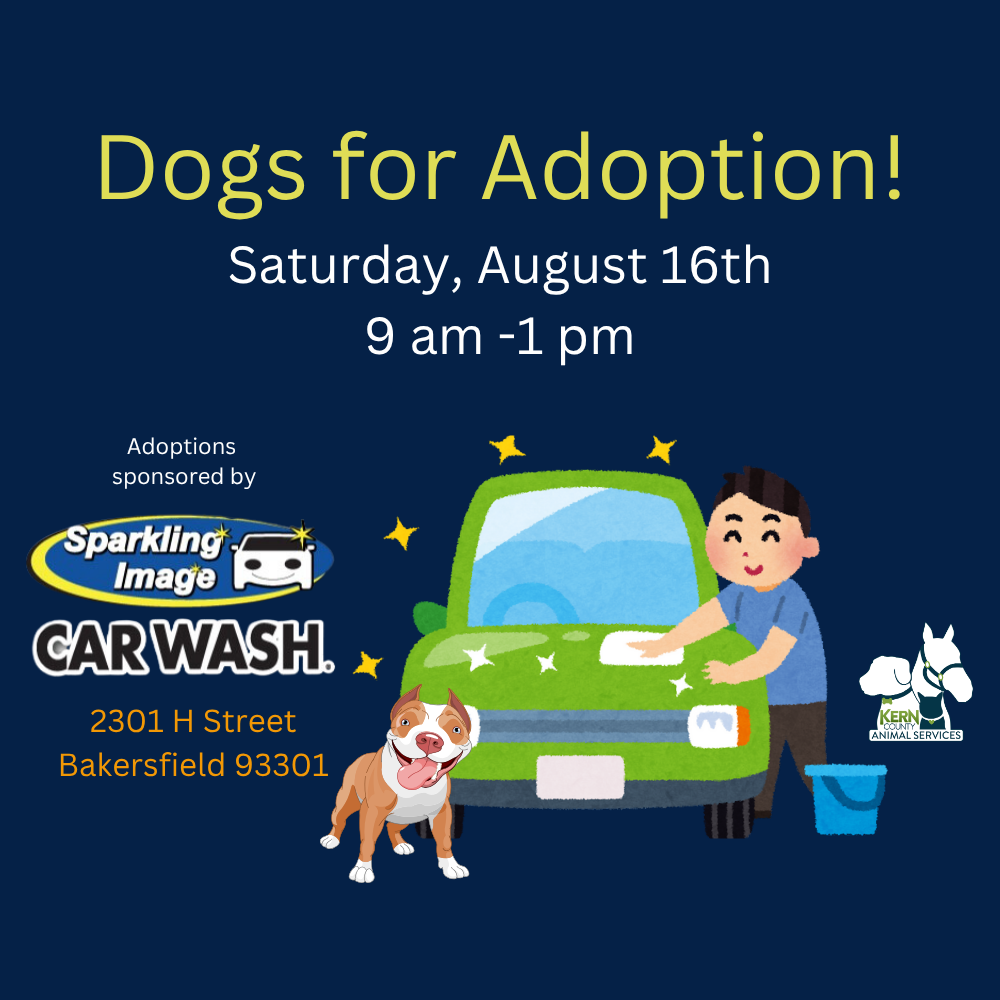 Dogs for Adoption!
Saturday, August 16th
9 am -1 pm
Adoptions
sponsored by
Sparkling
Image
CAR WASH.
2301 H Street
Bakersfield 93301
KERN
COUNTY
ANIMAL SERVICES